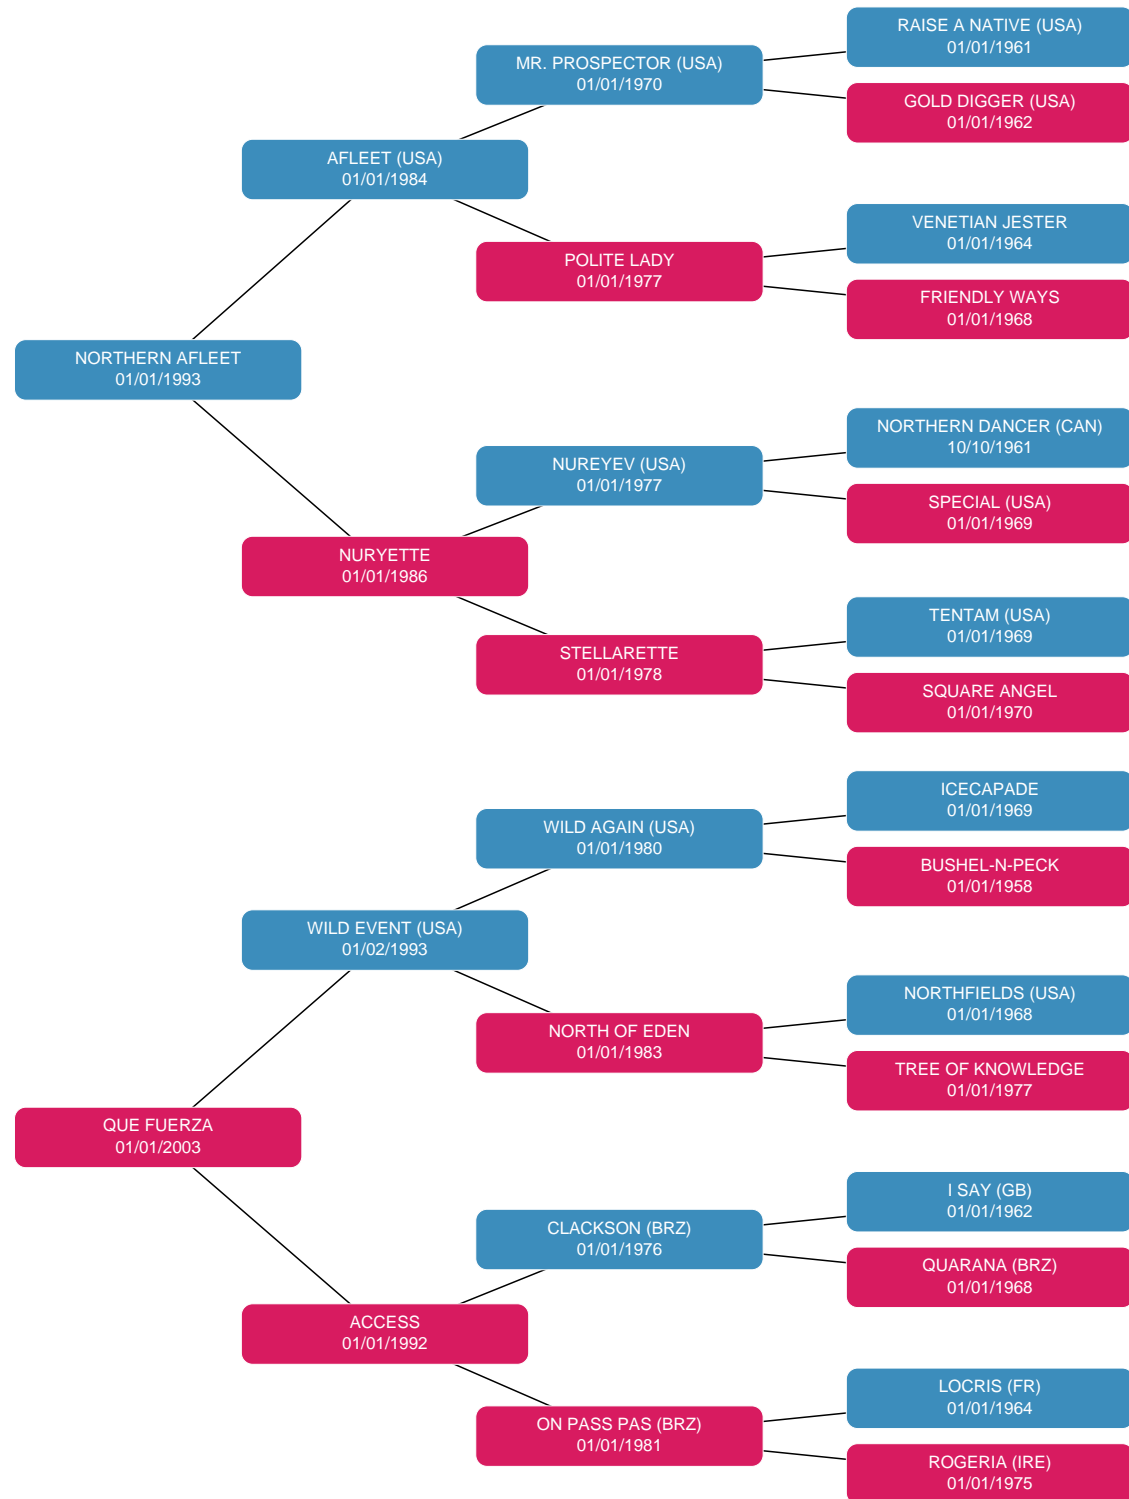 RAISE A NATIVE (USA)
01/01/1961
MR. PROSPECTOR (USA)
01/01/1970
GOLD DIGGER (USA)
01/01/1962
AFLEET (USA)
01/01/1984
VENETIAN JESTER
01/01/1964
POLITE LADY
01/01/1977
FRIENDLY WAYS
01/01/1968
NORTHERN AFLEET
01/01/1993
NORTHERN DANCER (CAN)
10/10/1961
NUREYEV (USA)
01/01/1977
SPECIAL (USA)
01/01/1969
NURYETTE
01/01/1986
TENTAM (USA)
01/01/1969
STELLARETTE
01/01/1978
SQUARE ANGEL
01/01/1970
ICECAPADE
01/01/1969
WILD AGAIN (USA)
01/01/1980
BUSHEL-N-PECK
01/01/1958
WILD EVENT (USA)
01/02/1993
NORTHFIELDS (USA)
01/01/1968
NORTH OF EDEN
01/01/1983
TREE OF KNOWLEDGE
01/01/1977
QUE FUERZA
01/01/2003
I SAY (GB)
01/01/1962
CLACKSON (BRZ)
01/01/1976
QUARANA (BRZ)
01/01/1968
ACCESS
01/01/1992
LOCRIS (FR)
01/01/1964
ON PASS PAS (BRZ)
01/01/1981
ROGERIA (IRE)
01/01/1975